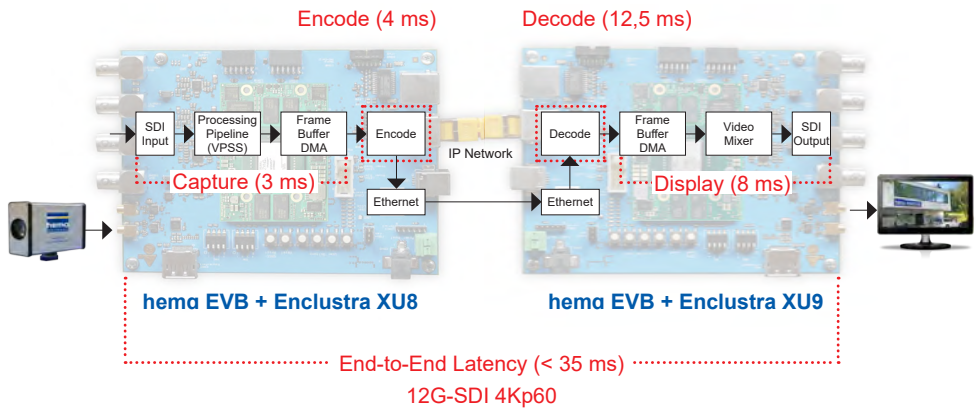 Encode (4 ms)
Decode (12,5 ms)
SDI
Input
Processing
Pipeline
(VPSS)
Frame
Buffer
DMA
Encode
IP Network
Decode
Frame
Buffer
DMA
Video
Mixer
SDI
Output
Capture (3 ms)
Display (8 ms)
Ethernet
Ethernet
hema
hema EVB + Enclustra XU8
hema EVB + Enclustra XU9
End-to-End Latency (< 35 ms)
12G-SDI 4Kp60